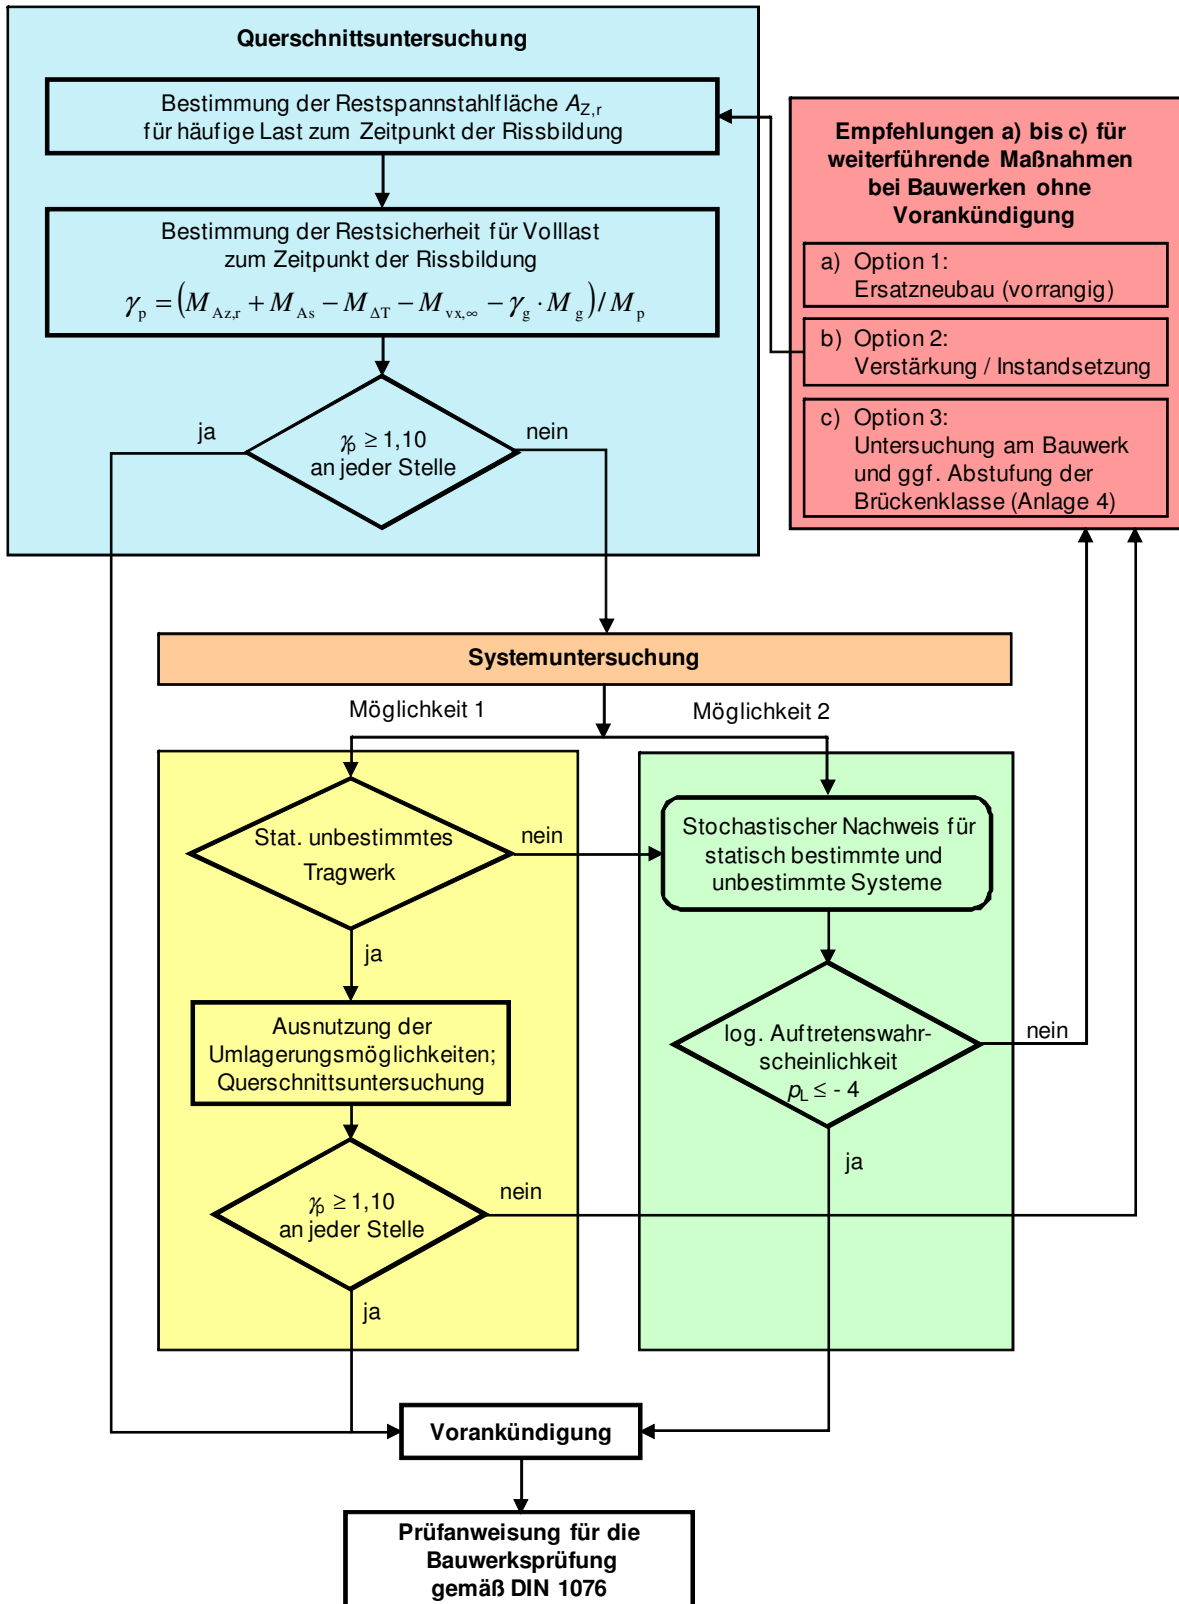 Querschnittsuntersuchung
Bestimmung der Restspannstahlfläche A_Z,r
für häufige Last zum Zeitpunkt der Rissbildung
Bestimmung der Restsicherheit für Volllast
zum Zeitpunkt der Rissbildung
γ_p = (M_Az,r + M_As − M_ΔT − M_vx,∞ − γ_g · M_g) / M_p
ja
γ_p ≥ 1,10
an jeder Stelle
nein
Empfehlungen a) bis c) für
weiterführende Maßnahmen
bei Bauwerken ohne
Vorankündigung
a) Option 1:
Ersatzneubau (vorrangig)
b) Option 2:
Verstärkung / Instandsetzung
c) Option 3:
Untersuchung am Bauwerk
und ggf. Abstufung der
Brückenklasse (Anlage 4)
Systemuntersuchung
Möglichkeit 1
Möglichkeit 2
Stat. unbestimmtes
Tragwerk
nein
ja
Ausnutzung der
Umlagerungsmöglichkeiten;
Querschnittsuntersuchung
γ_p ≥ 1,10
an jeder Stelle
nein
ja
Stochastischer Nachweis für
statisch bestimmte und
unbestimmte Systeme
log. Auftretenswahr-
scheinlichkeit
p_L ≤ - 4
nein
ja
Vorankündigung
Prüfanweisung für die
Bauwerksprüfung
gemäß DIN 1076